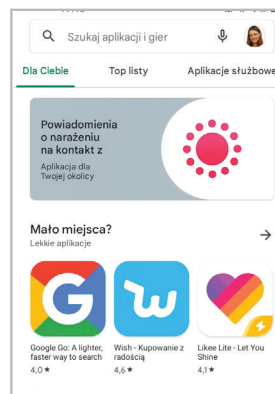 Szukaj aplikacji i gier
Dla Ciebie
Top listy
Aplikacje służbowe
Powiadomienia
o narażeniu
na kontakt z
Aplikacja dla
Twojej okolicy
Mało miejsca?
Lekkie aplikacje
Google Go: A lighter,
faster way to search
4,0 ★
Wish - Kupowanie z
radością
4,6 ★
Likee Lite - Let You
Shine
4,1 ★